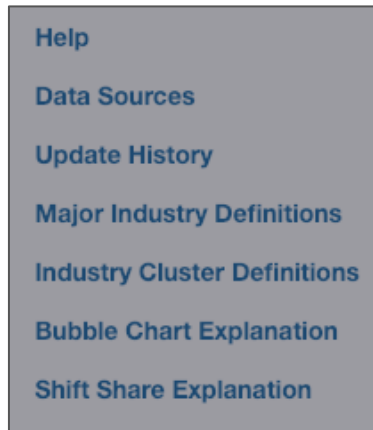 Help
Data Sources
Update History
Major Industry Definitions
Industry Cluster Definitions
Bubble Chart Explanation
Shift Share Explanation